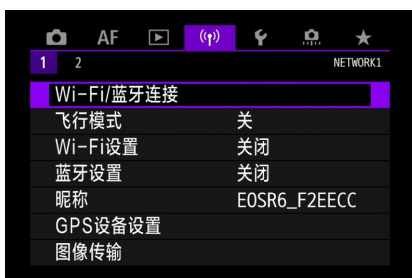 AF
1 2 NETWORK1
Wi-Fi/蓝牙连接
飞行模式 关
Wi-Fi设置 关闭
蓝牙设置 关闭
昵称 EOSR6_F2EECC
GPS设备设置
图像传输